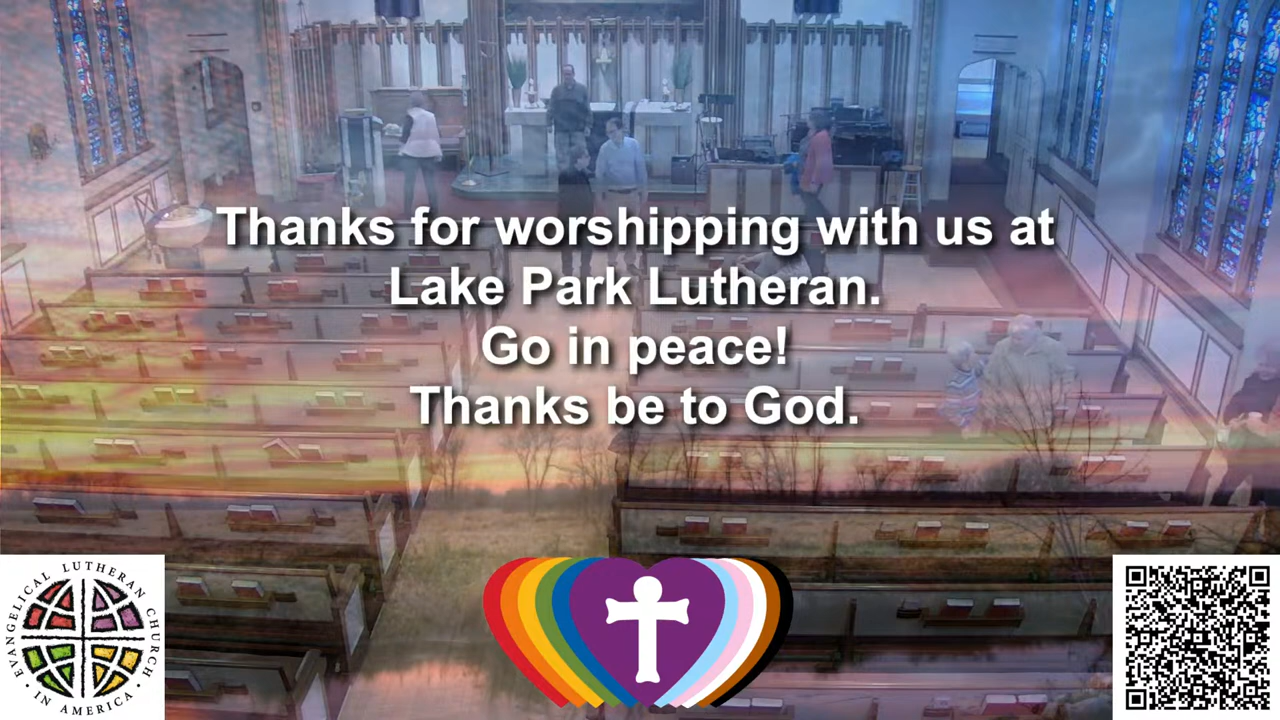 Thanks for worshipping with us at
Lake Park Lutheran.
Go in peace!
Thanks be to God.
EVANGELICAL LUTHERAN CHURCH
· IN AMERICA ·